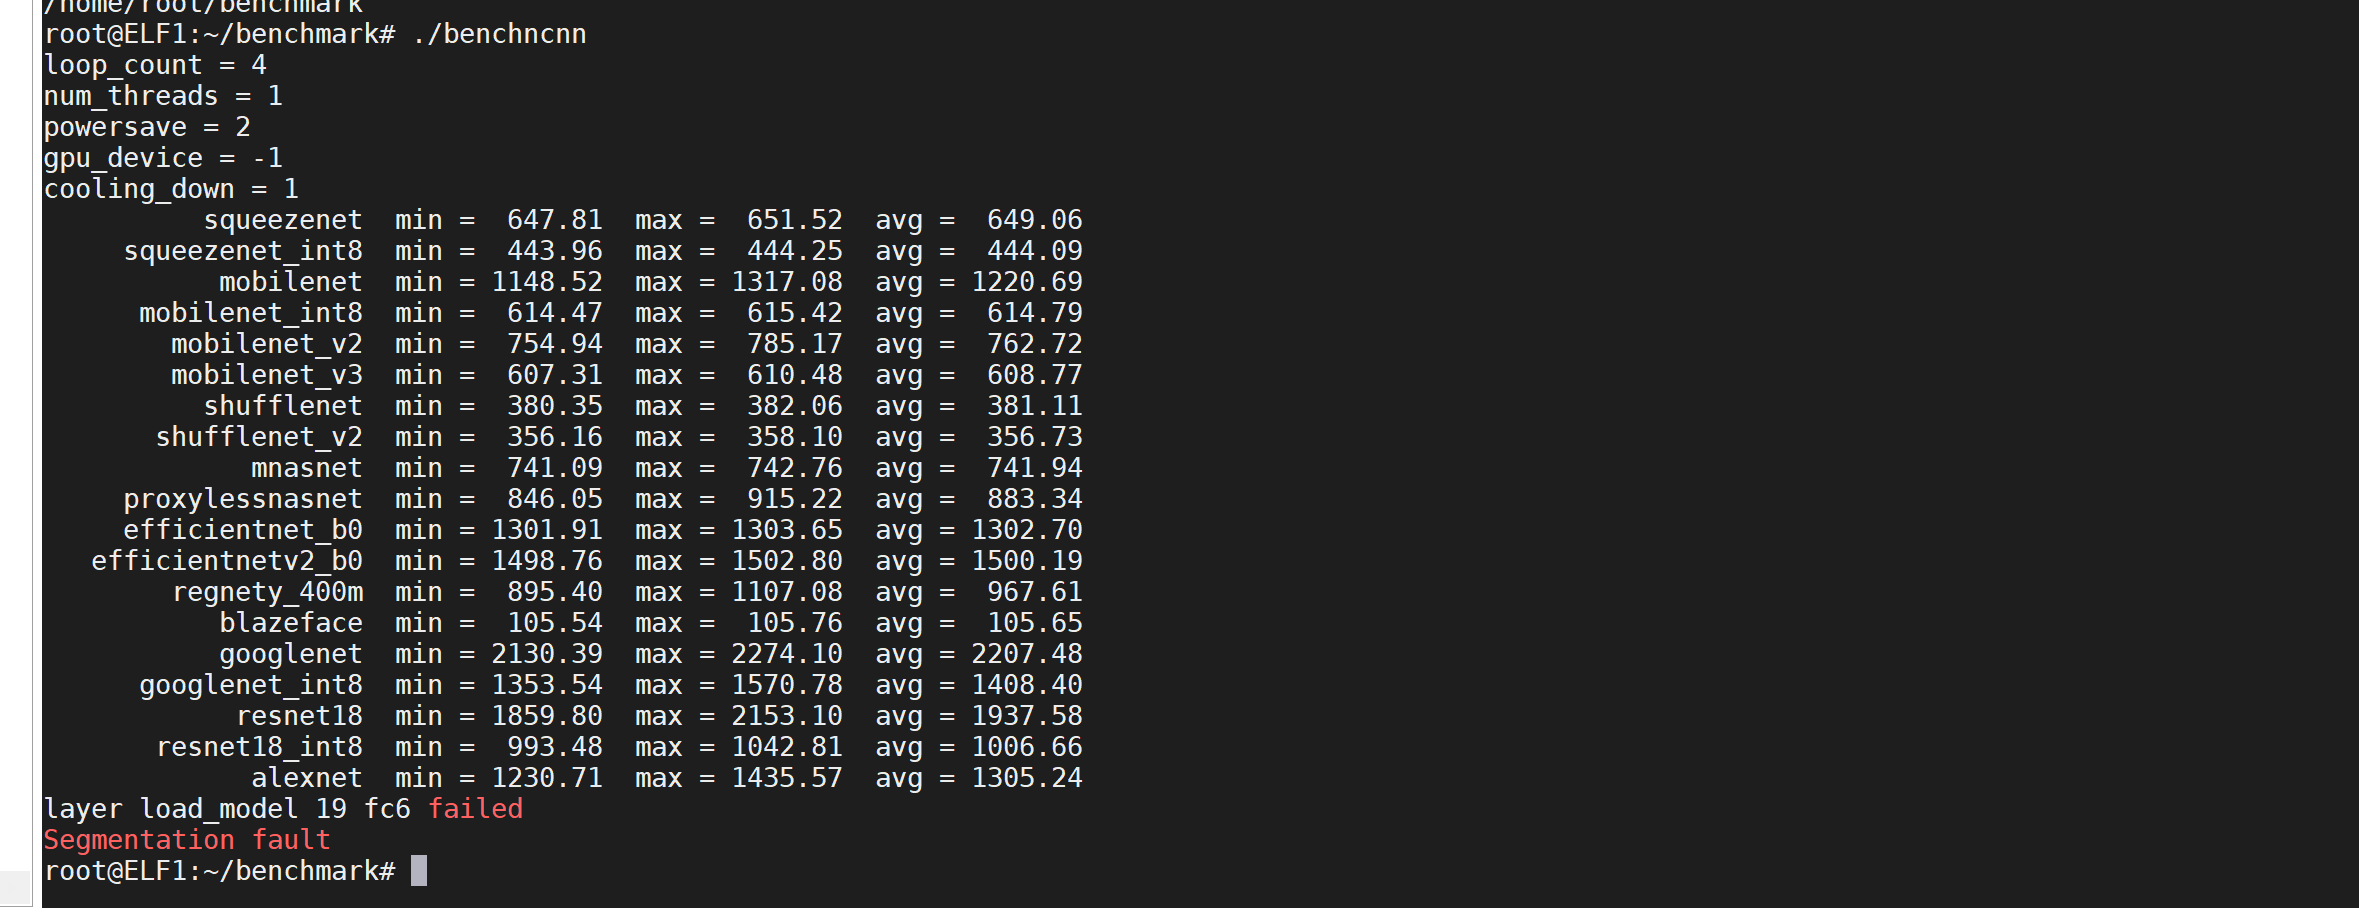 /home/root/benchmark
root@ELF1:~/benchmark# ./benchncnn
loop_count = 4
num_threads = 1
powersave = 2
gpu_device = -1
cooling_down = 1
squeezenet  min =  647.81  max =  651.52  avg =  649.06
squeezenet_int8  min =  443.96  max =  444.25  avg =  444.09
mobilenet  min = 1148.52  max = 1317.08  avg = 1220.69
mobilenet_int8  min =  614.47  max =  615.42  avg =  614.79
mobilenet_v2  min =  754.94  max =  785.17  avg =  762.72
mobilenet_v3  min =  607.31  max =  610.48  avg =  608.77
shufflenet  min =  380.35  max =  382.06  avg =  381.11
shufflenet_v2  min =  356.16  max =  358.10  avg =  356.73
mnasnet  min =  741.09  max =  742.76  avg =  741.94
proxylessnasnet  min =  846.05  max =  915.22  avg =  883.34
efficientnet_b0  min = 1301.91  max = 1303.65  avg = 1302.70
efficientnetv2_b0  min = 1498.76  max = 1502.80  avg = 1500.19
regnety_400m  min =  895.40  max = 1107.08  avg =  967.61
blazeface  min =  105.54  max =  105.76  avg =  105.65
googlenet  min = 2130.39  max = 2274.10  avg = 2207.48
googlenet_int8  min = 1353.54  max = 1570.78  avg = 1408.40
resnet18  min = 1859.80  max = 2153.10  avg = 1937.58
resnet18_int8  min =  993.48  max = 1042.81  avg = 1006.66
alexnet  min = 1230.71  max = 1435.57  avg = 1305.24
layer load_model 19 fc6 failed
Segmentation fault
root@ELF1:~/benchmark#